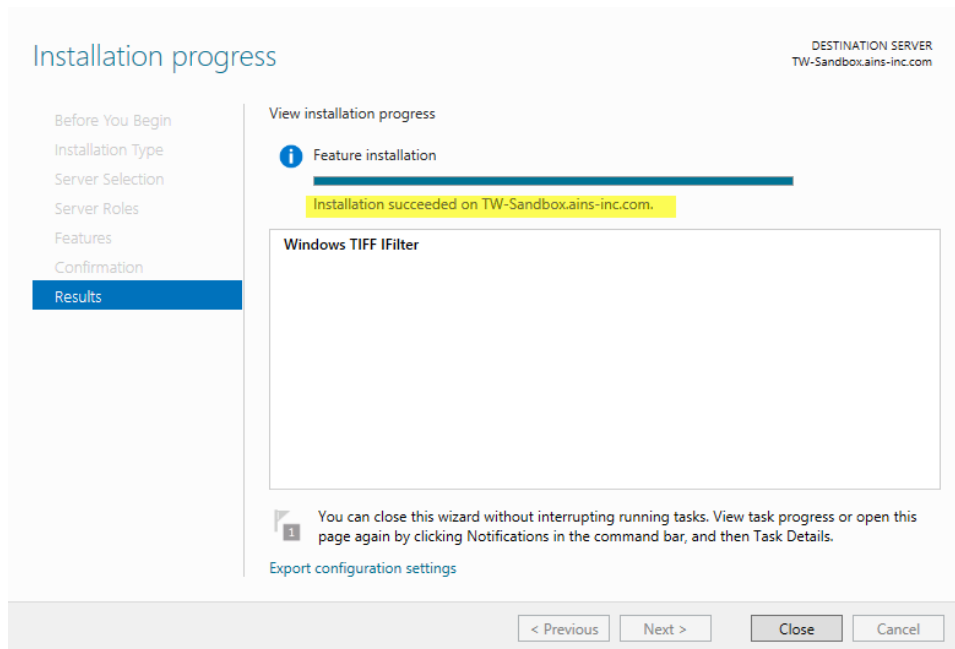 Installation progress
DESTINATION SERVER
TW-Sandbox.ains-inc.com
Before You Begin
Installation Type
Server Selection
Server Roles
Features
Confirmation
Results
View installation progress
Feature installation
Installation succeeded on TW-Sandbox.ains-inc.com.
Windows TIFF IFilter
1
You can close this wizard without interrupting running tasks. View task progress or open this
page again by clicking Notifications in the command bar, and then Task Details.
Export configuration settings
< Previous
Next >
Close
Cancel